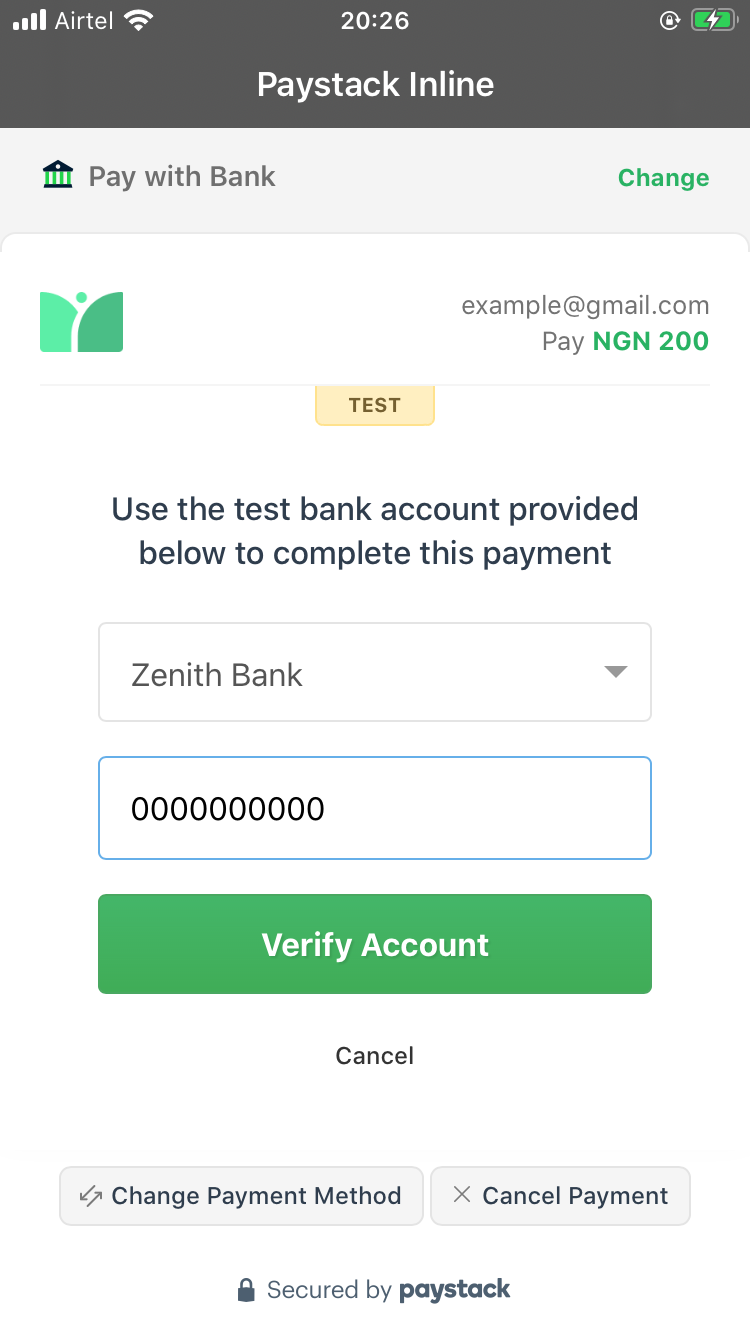 Airtel 20:26
Paystack Inline
Pay with Bank Change
example@gmail.com
Pay NGN 200
TEST
Use the test bank account provided
below to complete this payment
Zenith Bank
0000000000
Verify Account
Cancel
Change Payment Method Cancel Payment
Secured by paystack